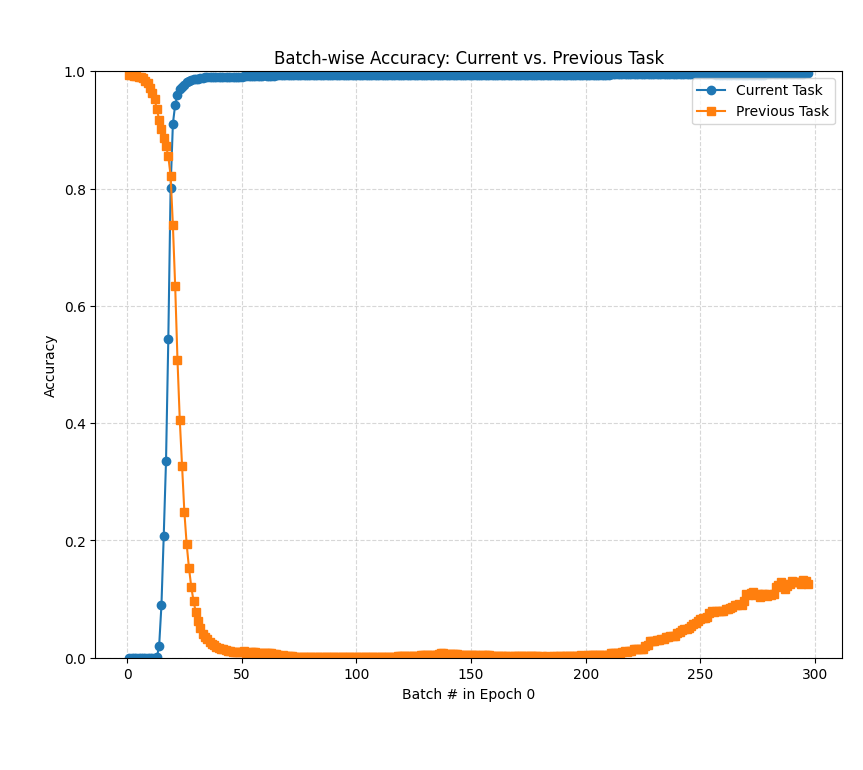 Batch-wise Accuracy: Current vs. Previous Task
1.0
0.8
0.6
0.4
0.2
0.0
Accuracy
Current Task
Previous Task
0 50 100 150 200 250 300
Batch # in Epoch 0